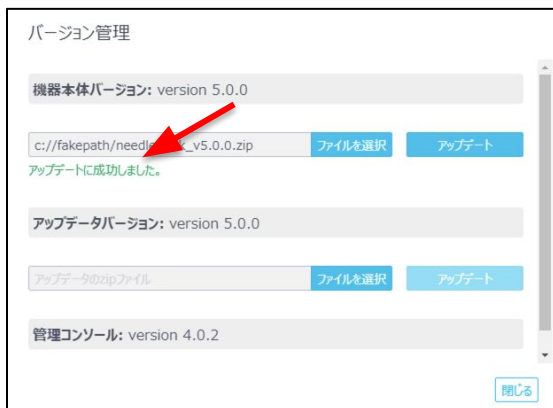 バージョン管理
機器本体バージョン: version 5.0.0
c://fakepath/needle k_v5.0.0.zip ファイルを選択 アップデート
アップデートに成功しました。
アップデータバージョン: version 5.0.0
アップデータのzipファイル ファイルを選択 アップデート
管理コンソール: version 4.0.2
閉じる